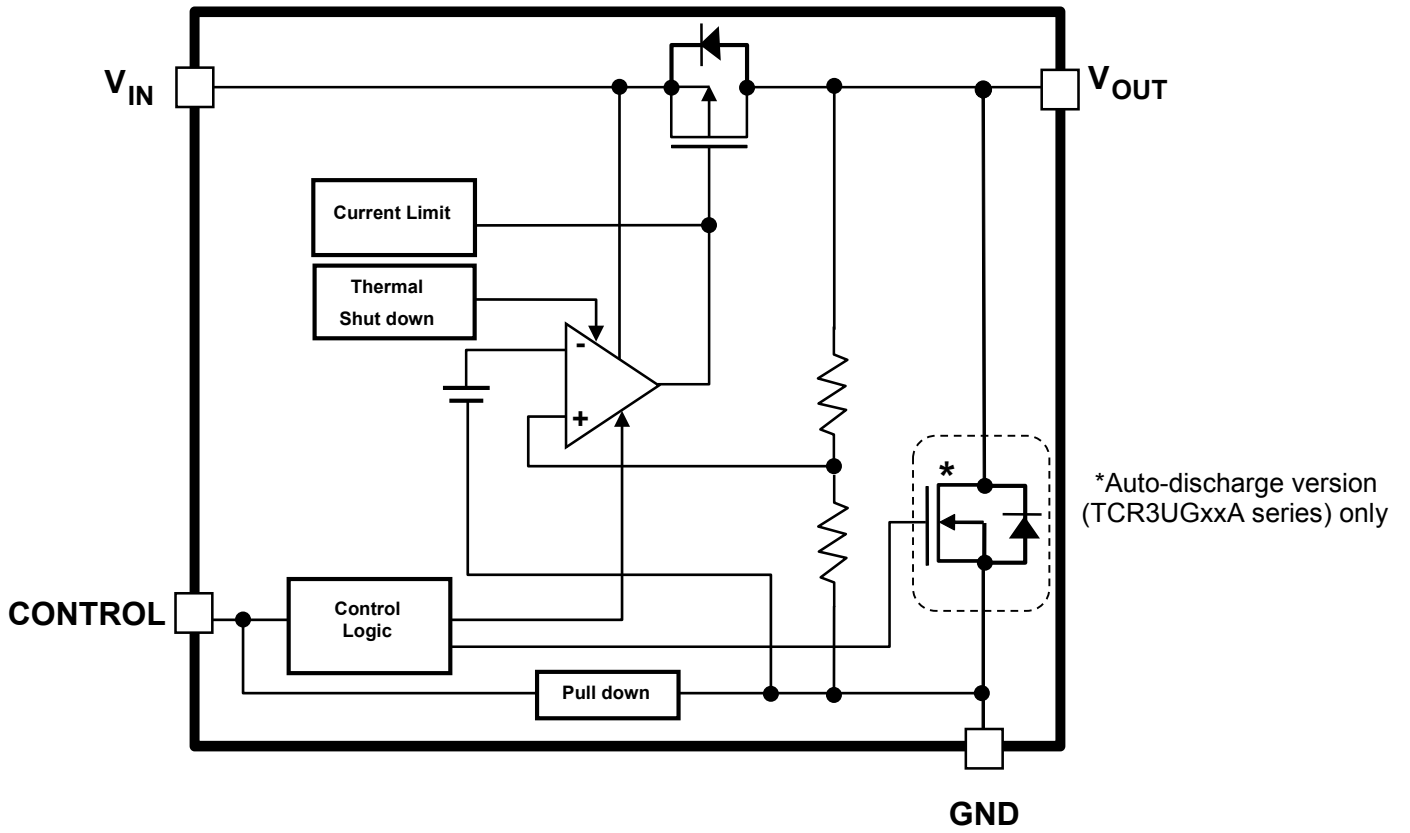 VIN
VOUT
Current Limit
Thermal
Shut down
-
+
*
*Auto-discharge version
(TCR3UGxxA series) only
CONTROL
Control
Logic
Pull down
GND